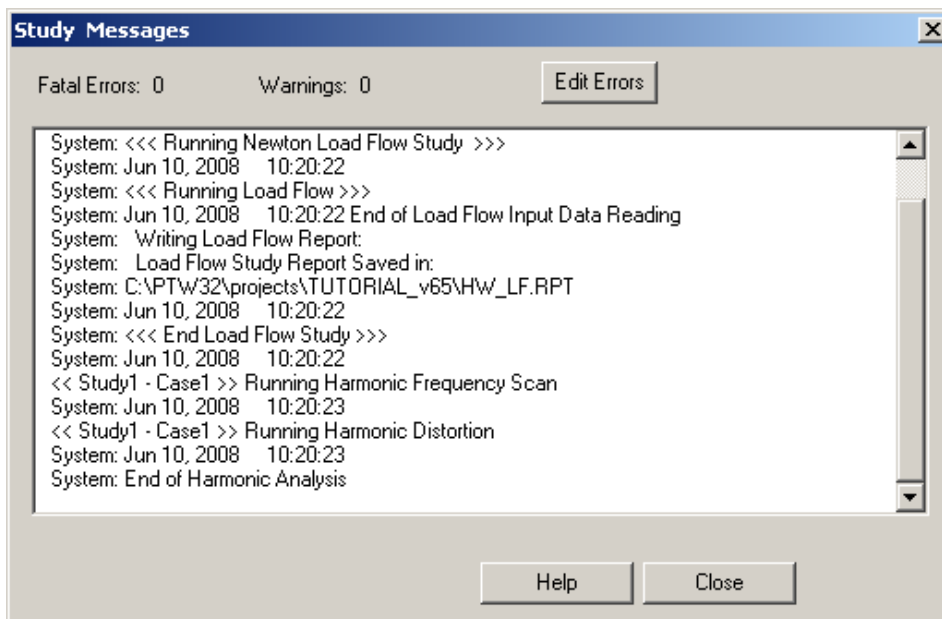 Study Messages
Fatal Errors: 0 Warnings: 0 Edit Errors
System: <<< Running Newton Load Flow Study >>>
System: Jun 10, 2008 10:20:22
System: <<< Running Load Flow >>>
System: Jun 10, 2008 10:20:22 End of Load Flow Input Data Reading
System: Writing Load Flow Report:
System: Load Flow Study Report Saved in:
System: C:\PTW32\projects\TUTORIAL_v65\HW_LF.RPT
System: Jun 10, 2008 10:20:22
System: <<< End Load Flow Study >>>
System: Jun 10, 2008 10:20:22
<< Study1 - Case1 >> Running Harmonic Frequency Scan
System: Jun 10, 2008 10:20:23
<< Study1 - Case1 >> Running Harmonic Distortion
System: Jun 10, 2008 10:20:23
System: End of Harmonic Analysis
Help Close